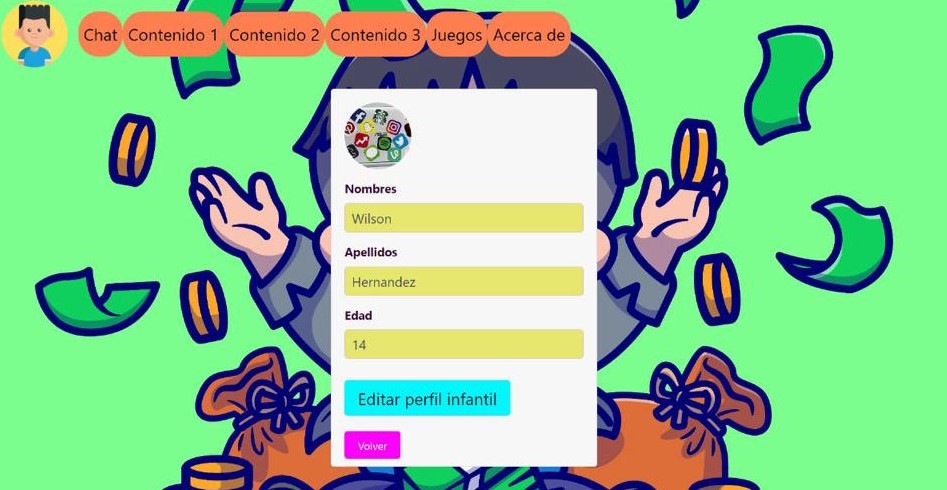 Chat Contenido 1 Contenido 2 Contenido 3 Juegos Acerca de
Nombres
Wilson
Apellidos
Hernandez
Edad
14
Editar perfil infantil
Volver